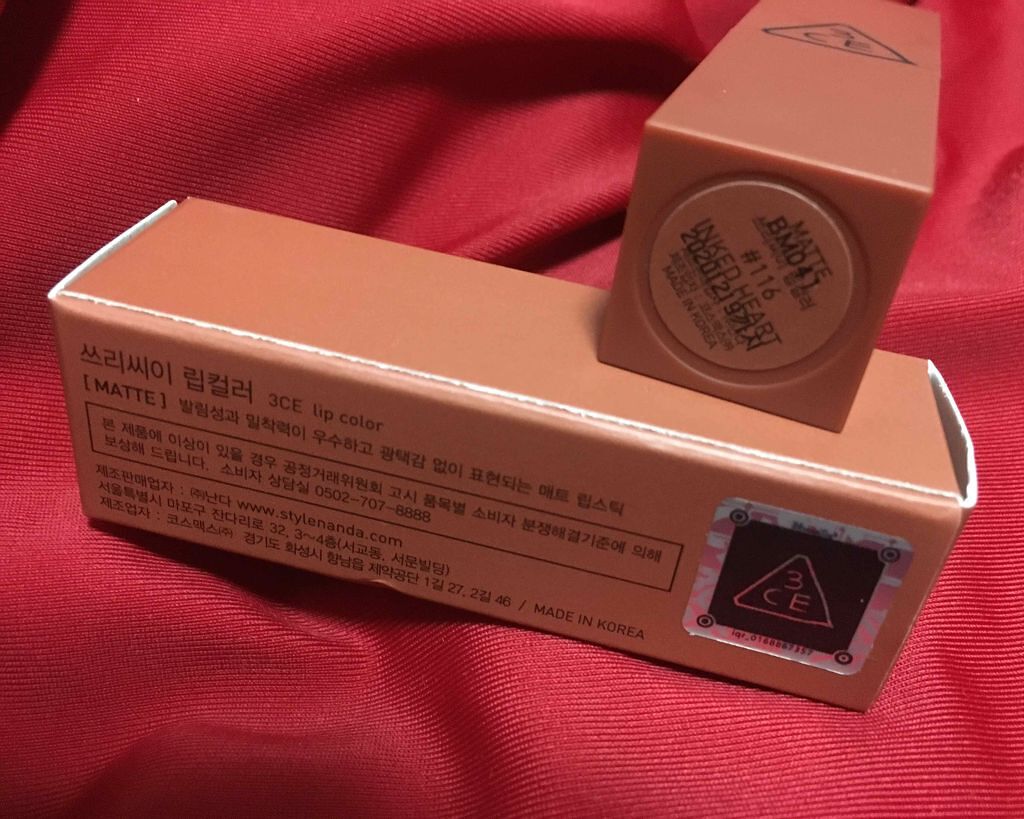 쓰리씨이 립컬러 3CE lip color
[ MATTE ] 발림성과 밀착력이 우수하고 광택감 없이 표현되는 매트 립스틱
본 제품에 이상이 있을 경우 공정거래위원회 고시 품목별 소비자 분쟁해결기준에 의해
보상해 드립니다. 소비자 상담실 0502-707-8888
제조판매업자 : ㈜난다 www.stylenanda.com
서울특별시 마포구 잔다리로 32, 3~4층(서교동, 서문빌딩)
제조업자 : 코스맥스㈜ 경기도 화성시 향남읍 제약공단 1길 27, 2길 46 / MADE IN KOREA
3
CE
iqr_0168867357
3CE
MATTE
BM041
#116
INKED HEART
MADE IN KOREA